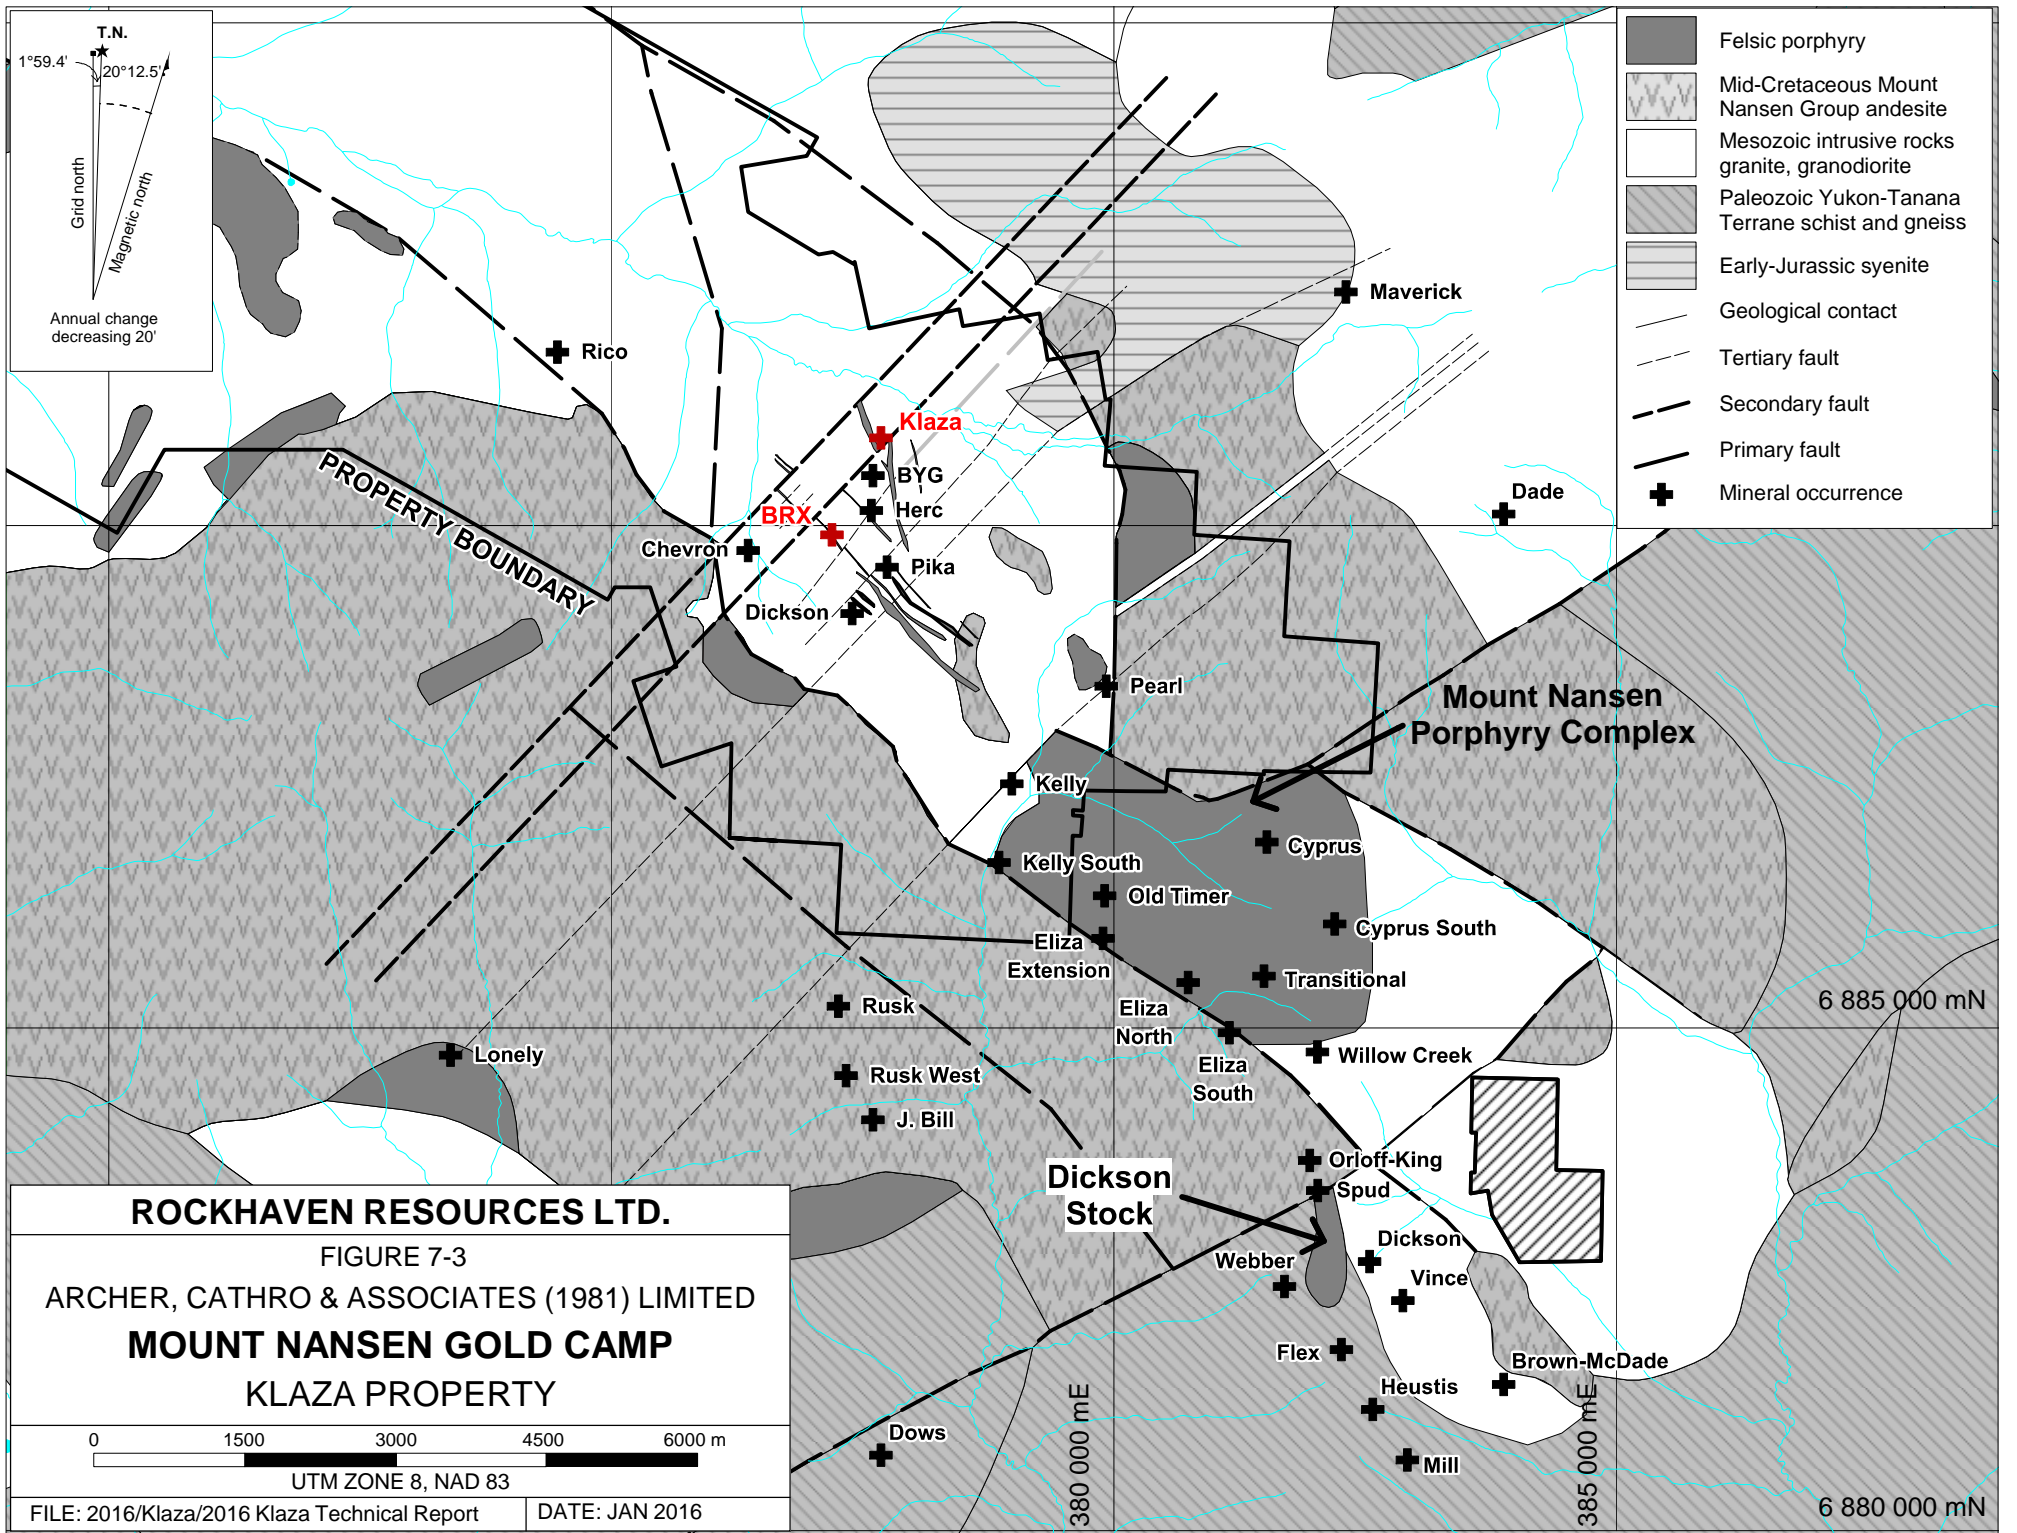 T.N.
1°59.4'
20°12.5'
Grid north
Magnetic north
Annual change
decreasing 20'
Felsic porphyry
Mid-Cretaceous Mount
Nansen Group andesite
Mesozoic intrusive rocks
granite, granodiorite
Paleozoic Yukon-Tanana
Terrane schist and gneiss
Early-Jurassic syenite
Geological contact
Tertiary fault
Secondary fault
Primary fault
Mineral occurrence
Maverick
Rico
Klaza
BYG
Herc
BRX
Chevron
Pika
Dickson
Dade
PROPERTY BOUNDARY
Pearl
Mount Nansen
Porphyry Complex
Kelly
Cyprus
Kelly South
Old Timer
Cyprus South
Eliza
Extension
Transitional
Eliza
North
6 885 000 mN
Rusk
Lonely
Willow Creek
Eliza
South
Rusk West
J. Bill
Orloff-King
Spud
Dickson
Stock
Dickson
Webber
Vince
Flex
Brown-McDade
Heustis
Dows
Mill
380 000 mE
385 000 mE
6 880 000 mN
ROCKHAVEN RESOURCES LTD.
FIGURE 7-3
ARCHER, CATHRO & ASSOCIATES (1981) LIMITED
MOUNT NANSEN GOLD CAMP
KLAZA PROPERTY
0 1500 3000 4500 6000 m
UTM ZONE 8, NAD 83
FILE: 2016/Klaza/2016 Klaza Technical Report
DATE: JAN 2016